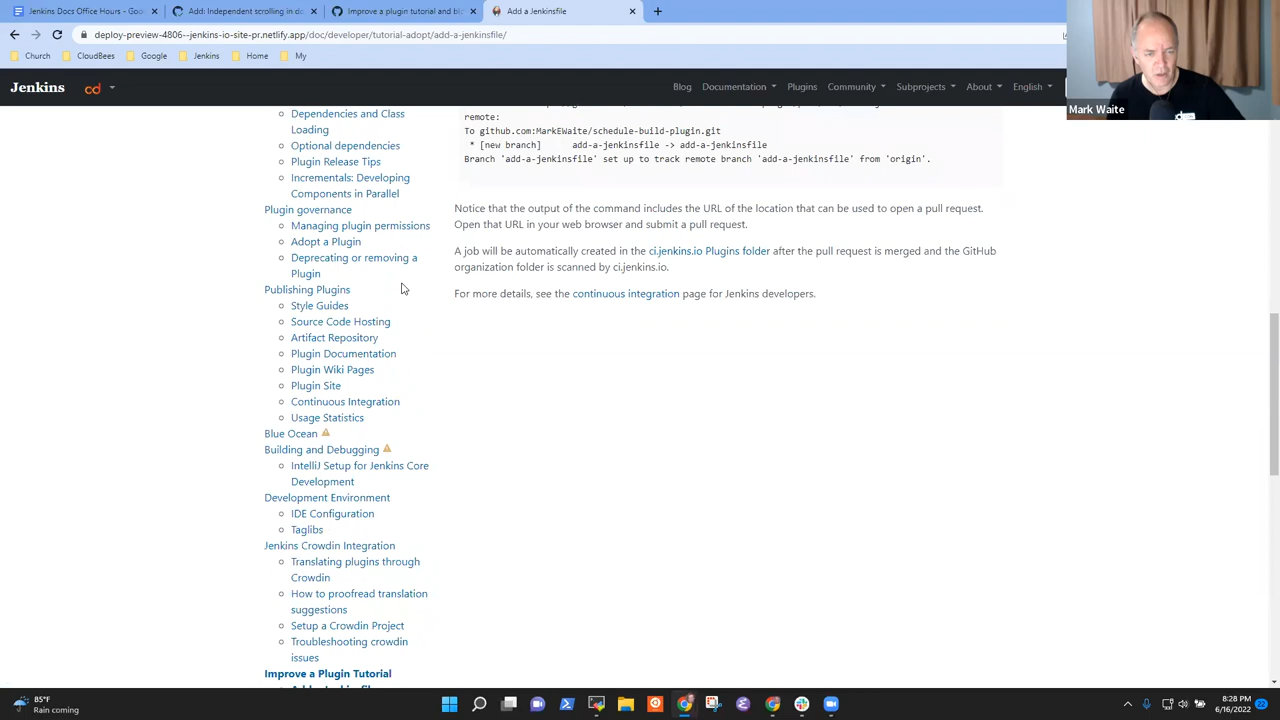 Jenkins Docs Office Hours - Goo
Add Independent scrolling in co
Improve a plugin tutorial and bl
Add a Jenkinsfile
deploy-preview-4806--jenkins-io-site-pr.netlify.app/doc/developer/tutorial-adopt/add-a-jenkinsfile/
Church
CloudBees
Google
Jenkins
Home
My
Mark Waite
Jenkins
cd
Blog
Documentation
Plugins
Community
Subprojects
About
English
Dependencies and Class
Loading
Optional dependencies
Plugin Release Tips
Incrementals: Developing
Components in Parallel
Plugin governance
Managing plugin permissions
Adopt a Plugin
Deprecating or removing a
Plugin
Publishing Plugins
Style Guides
Source Code Hosting
Artifact Repository
Plugin Documentation
Plugin Wiki Pages
Plugin Site
Continuous Integration
Usage Statistics
Blue Ocean
Building and Debugging
IntelliJ Setup for Jenkins Core
Development
Development Environment
IDE Configuration
Taglibs
Jenkins Crowdin Integration
Translating plugins through
Crowdin
How to proofread translation
suggestions
Setup a Crowdin Project
Troubleshooting crowdin
issues
Improve a Plugin Tutorial
remote:
To github.com:MarkEWaite/schedule-build-plugin.git
* [new branch] add-a-jenkinsfile -> add-a-jenkinsfile
Branch 'add-a-jenkinsfile' set up to track remote branch 'add-a-jenkinsfile' from 'origin'.
Notice that the output of the command includes the URL of the location that can be used to open a pull request.
Open that URL in your web browser and submit a pull request.
A job will be automatically created in the ci.jenkins.io Plugins folder after the pull request is merged and the GitHub
organization folder is scanned by ci.jenkins.io.
For more details, see the continuous integration page for Jenkins developers.
85°F
Rain coming
8:28 PM
6/16/2022
22